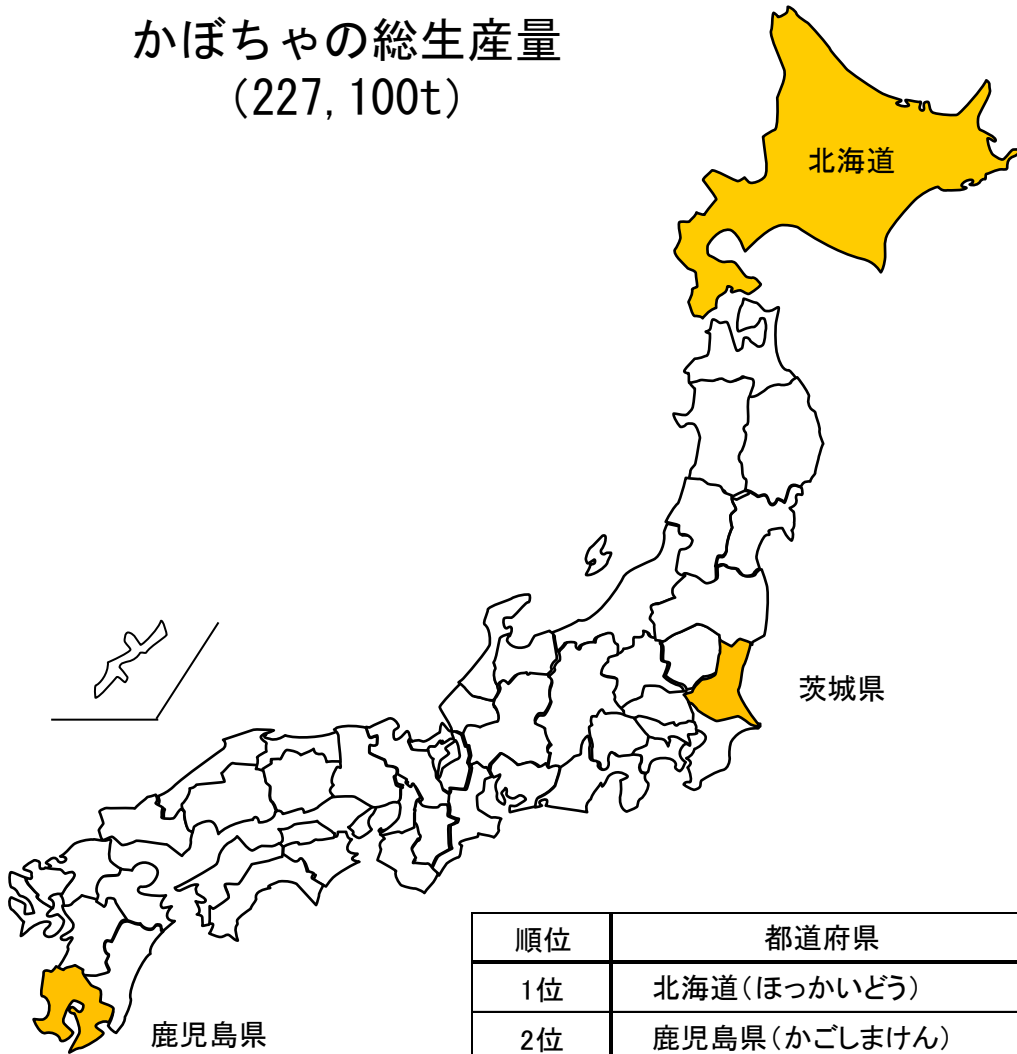 かぼちゃの総生産量
(227,100t)
北海道
茨城県
鹿児島県
順位 都道府県
1位 北海道(ほっかいどう)
2位 鹿児島県(かごしまけん)